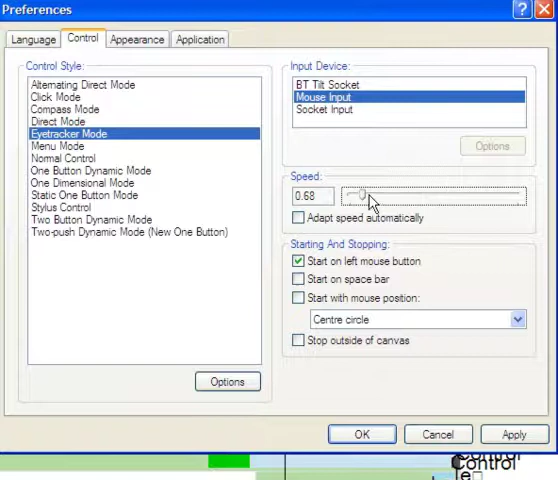 Preferences
Language
Control
Appearance
Application
Control Style:
Alternating Direct Mode
Click Mode
Compass Mode
Direct Mode
Eyetracker Mode
Menu Mode
Normal Control
One Button Dynamic Mode
One Dimensional Mode
Static One Button Mode
Stylus Control
Two Button Dynamic Mode
Two-push Dynamic Mode (New One Button)
Options
Input Device:
BT Tilt Socket
Mouse Input
Socket Input
Options
Speed:
0.68
Adapt speed automatically
Starting And Stopping:
Start on left mouse button
Start on space bar
Start with mouse position:
Centre circle
Stop outside of canvas
OK
Cancel
Apply
Control